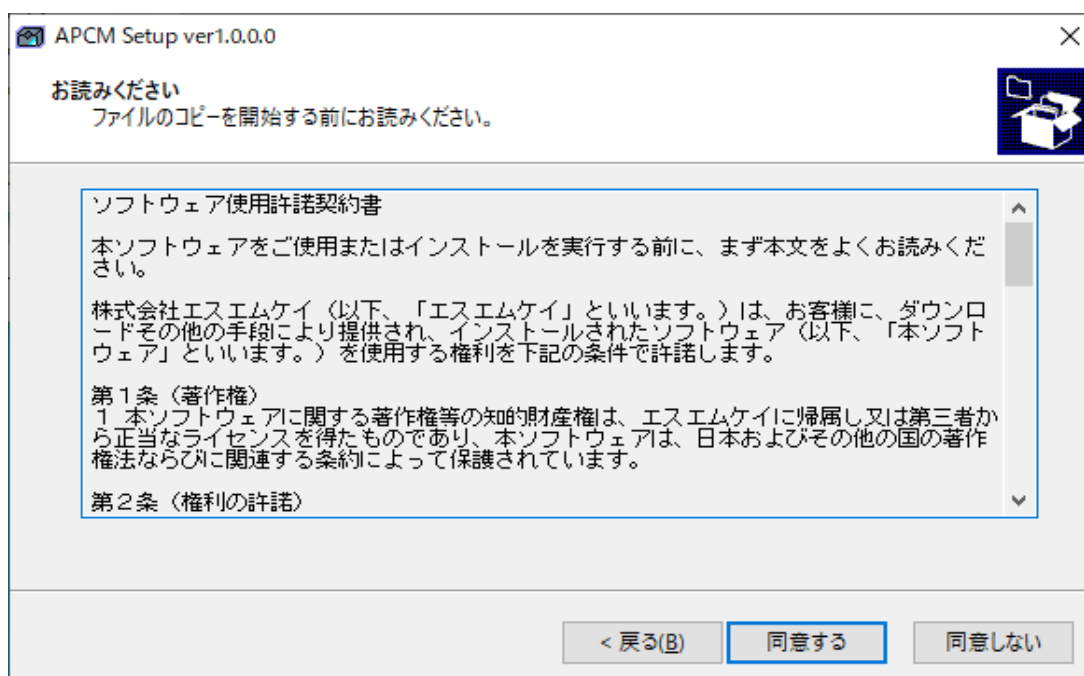 APCM Setup ver1.0.0.0
お読みください
ファイルのコピーを開始する前にお読みください。
ソフトウェア使用許諾契約書
本ソフトウェアをご使用またはインストールを実行する前に、まず本文をよくお読みくだ
さい。
株式会社エスエムケイ（以下、「エスエムケイ」といいます。）は、お客様に、ダウンロ
ードその他の手段により提供され、インストールされたソフトウェア（以下、「本ソフト
ウェア」といいます。）を使用する権利を下記の条件で許諾します。
第１条（著作権）
１ 本ソフトウェアに関する著作権等の知的財産権は、エスエムケイに帰属し又は第三者か
ら正当なライセンスを得たものであり、本ソフトウェアは、日本およびその他の国の著作
権法ならびに関連する条約によって保護されています。
第２条（権利の許諾）
< 戻る(B)
同意する
同意しない